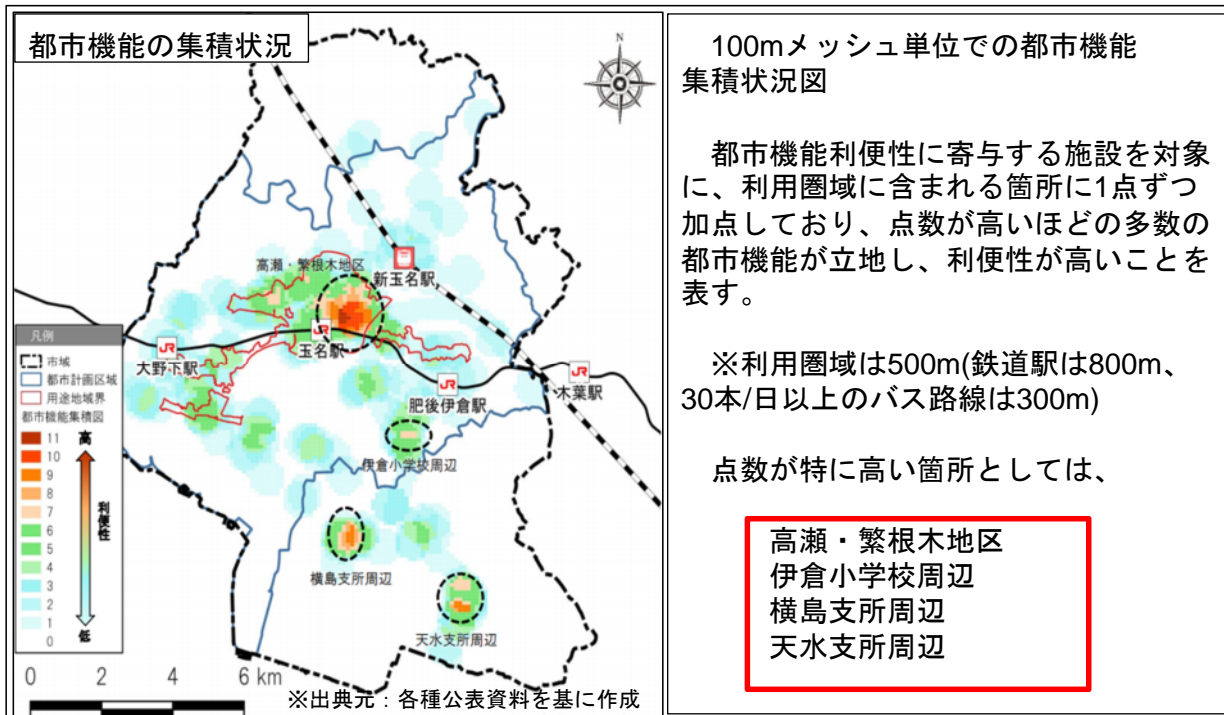 都市機能の集積状況
N
高瀬・繁根木地区
新玉名駅
JR
玉名駅
JR
大野下駅
JR
肥後伊倉駅
JR
木葉駅
伊倉小学校周辺
横島支所周辺
天水支所周辺
凡例
市域
都市計画区域
用途地域界
都市機能集積図
11
10
9
8
7
6
5
4
3
2
1
0
高
利便性
低
0 2 4 6 km
※出典元：各種公表資料を基に作成
100mメッシュ単位での都市機能
集積状況図
都市機能利便性に寄与する施設を対象
に、利用圏域に含まれる箇所に1点ずつ
加点しており、点数が高いほどの多数の
都市機能が立地し、利便性が高いことを
表す。
※利用圏域は500m(鉄道駅は800m、
30本/日以上のバス路線は300m)
点数が特に高い箇所としては、
高瀬・繁根木地区
伊倉小学校周辺
横島支所周辺
天水支所周辺